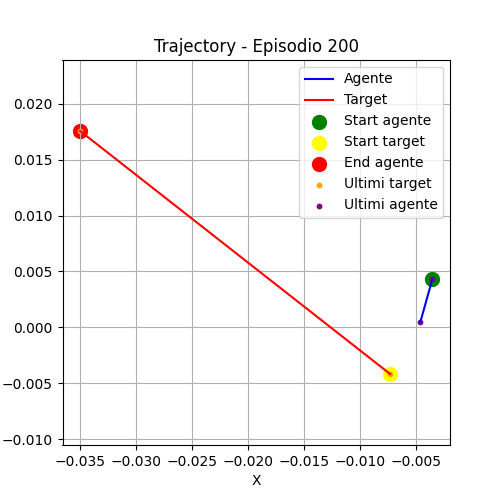 Trajectory - Episodio 200
Agente
Target
Start agente
Start target
End agente
Ultimi target
Ultimi agente
0.020
0.015
0.010
0.005
0.000
−0.005
−0.010
−0.035 −0.030 −0.025 −0.020 −0.015 −0.010 −0.005
X